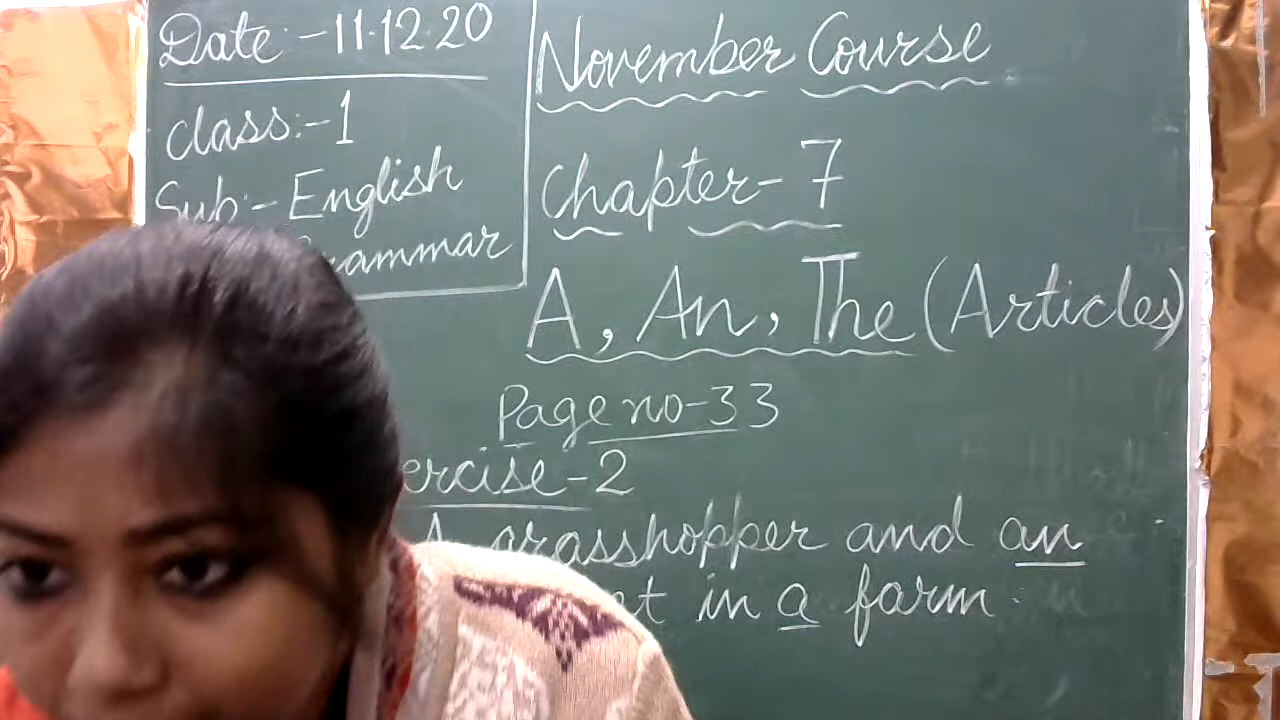 Date:-11.12.20
Class:-1
Sub:-English
November Course
Chapter-7
A, An, The (Articles)
Page no-33
ercise-2
A grasshopper and an
in a farm.